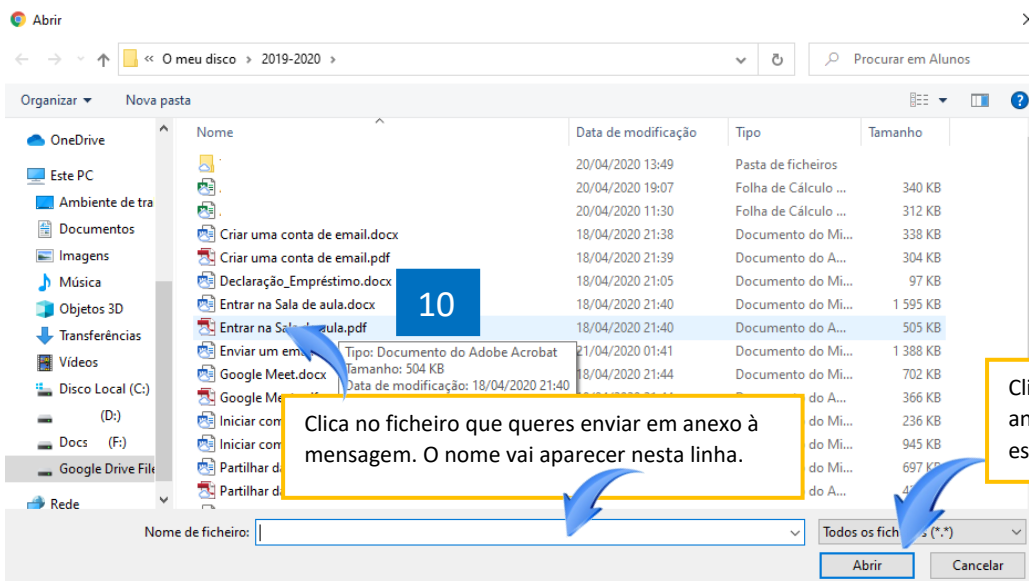 Abrir
O meu disco › 2019-2020 ›
Procurar em Alunos
Organizar
Nova pasta
Nome
Data de modificação
Tipo
Tamanho
OneDrive
Este PC
Ambiente de tra
Documentos
Imagens
Música
Objetos 3D
Transferências
Vídeos
Disco Local (C:)
(D:)
Docs (F:)
Google Drive File
Rede
20/04/2020 13:49 Pasta de ficheiros
20/04/2020 19:07 Folha de Cálculo ... 340 KB
20/04/2020 11:30 Folha de Cálculo ... 312 KB
Criar uma conta de email.docx 18/04/2020 21:38 Documento do Mi... 338 KB
Criar uma conta de email.pdf 18/04/2020 21:39 Documento do A... 304 KB
Declaração_Empréstimo.docx 18/04/2020 21:05 Documento do Mi... 97 KB
Entrar na Sala de aula.docx 18/04/2020 21:40 Documento do Mi... 1 595 KB
Entrar na Sala de aula.pdf 18/04/2020 21:40 Documento do A... 505 KB
Enviar um em 21/04/2020 01:41 Documento do Mi... 1 388 KB
Google Meet.docx 18/04/2020 21:44 Documento do Mi... 702 KB
Google Me do A... 366 KB
Iniciar com do Mi... 236 KB
Iniciar com do Mi... 945 KB
Partilhar d do Mi... 697 KB
Partilhar d do A...
10
Tipo: Documento do Adobe Acrobat
Tamanho: 504 KB
Data de modificação: 18/04/2020 21:40
Clica no ficheiro que queres enviar em anexo à
mensagem. O nome vai aparecer nesta linha.
Cli
an
es
Nome de ficheiro:
Todos os fich s (*.*)
Abrir
Cancelar